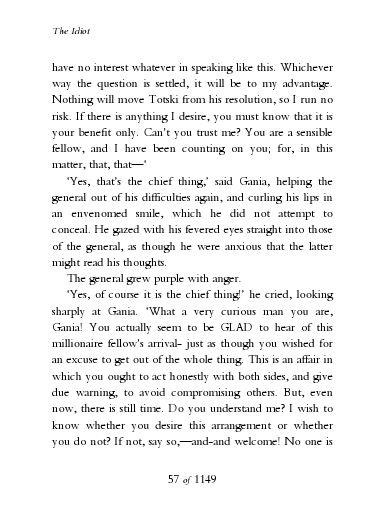 The Idiot
have no interest whatever in speaking like this. Whichever
way the question is settled, it will be to my advantage.
Nothing will move Totski from his resolution, so I run no
risk. If there is anything I desire, you must know that it is
your benefit only. Can't you trust me? You are a sensible
fellow, and I have been counting on you; for, in this
matter, that, that—'
'Yes, that's the chief thing,' said Gania, helping the
general out of his difficulties again, and curling his lips in
an envenomed smile, which he did not attempt to
conceal. He gazed with his fevered eyes straight into those
of the general, as though he were anxious that the latter
might read his thoughts.
The general grew purple with anger.
'Yes, of course it is the chief thing!' he cried, looking
sharply at Gania. 'What a very curious man you are,
Gania! You actually seem to be GLAD to hear of this
millionaire fellow's arrival- just as though you wished for
an excuse to get out of the whole thing. This is an affair in
which you ought to act honestly with both sides, and give
due warning, to avoid compromising others. But, even
now, there is still time. Do you understand me? I wish to
know whether you desire this arrangement or whether
you do not? If not, say so,—and-and welcome! No one is
57 of 1149